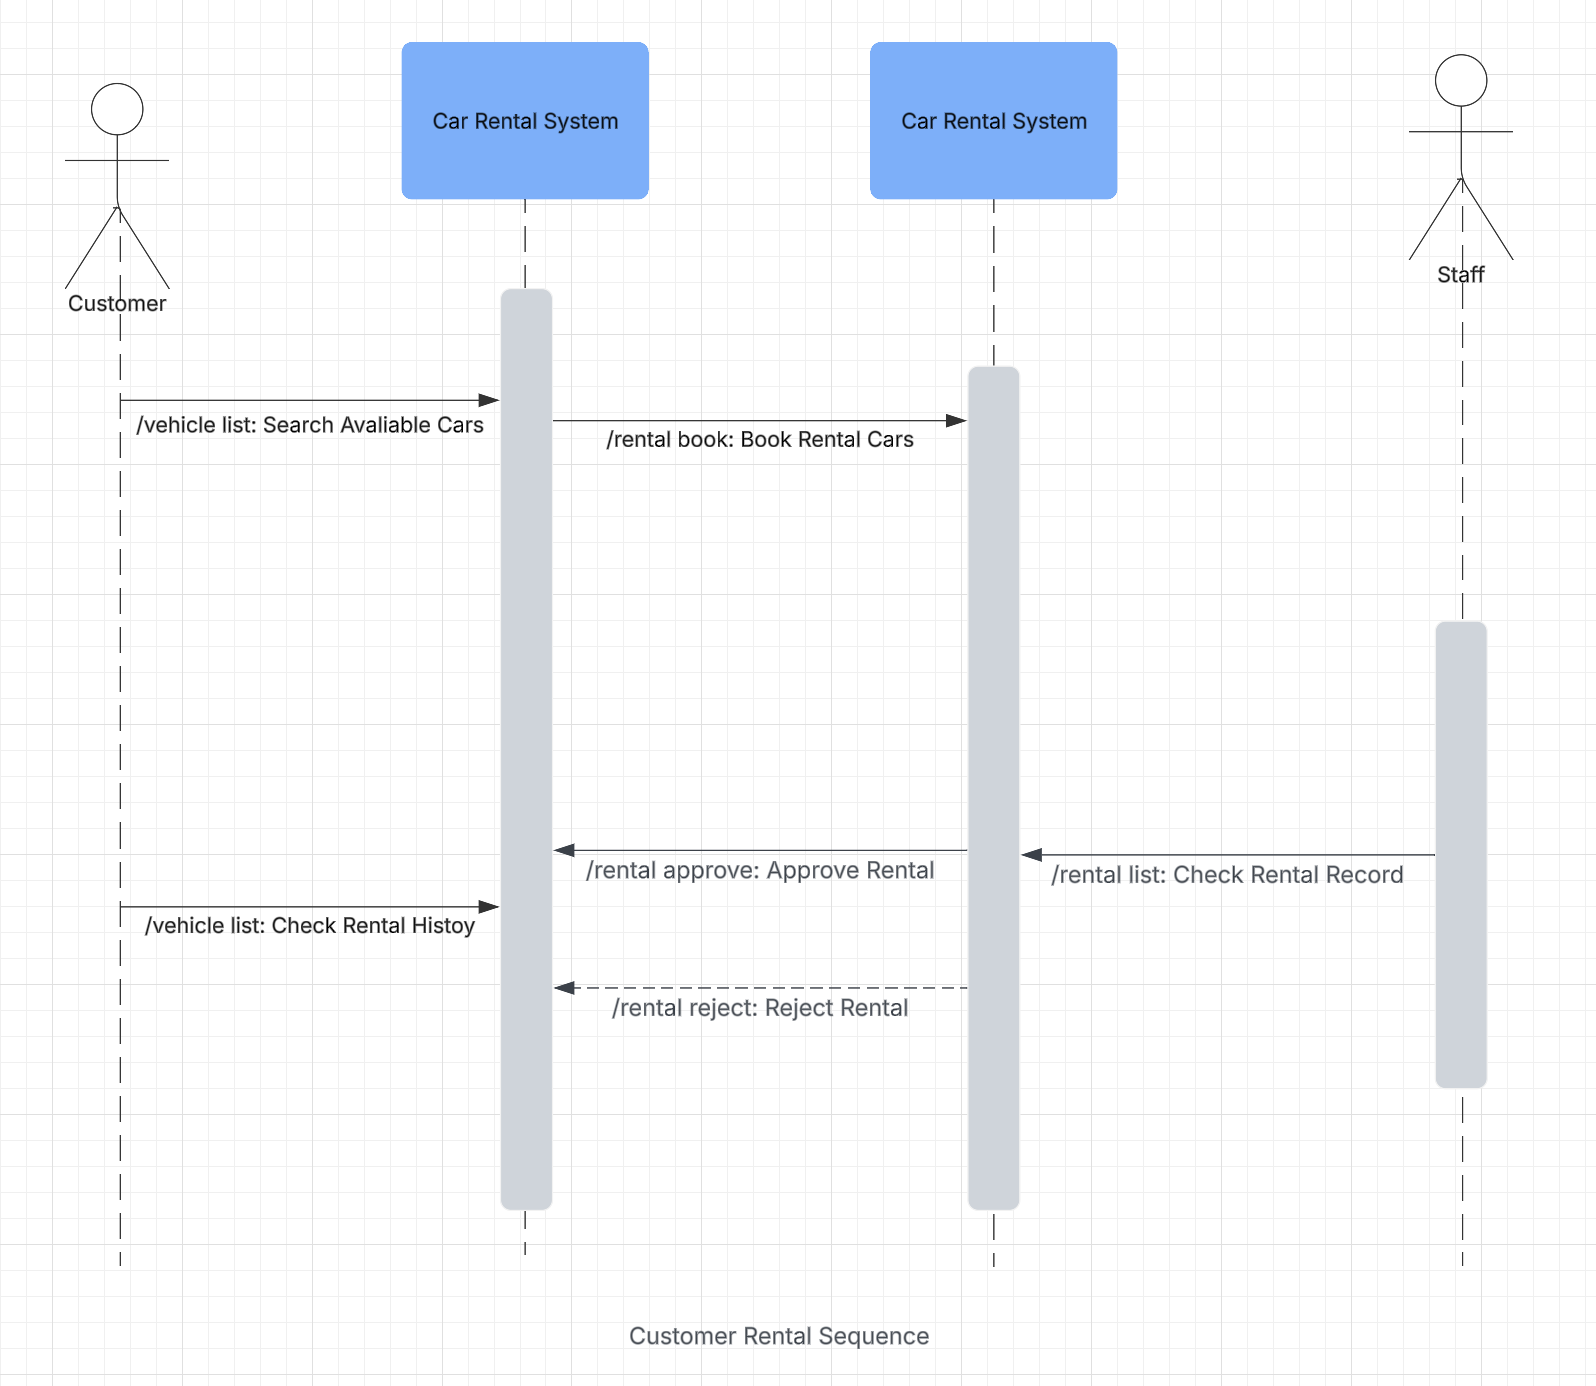 Car Rental System
Car Rental System
Customer
Staff
/vehicle list: Search Avaliable Cars
/rental book: Book Rental Cars
/rental approve: Approve Rental
/rental list: Check Rental Record
/vehicle list: Check Rental Histoy
/rental reject: Reject Rental
Customer Rental Sequence